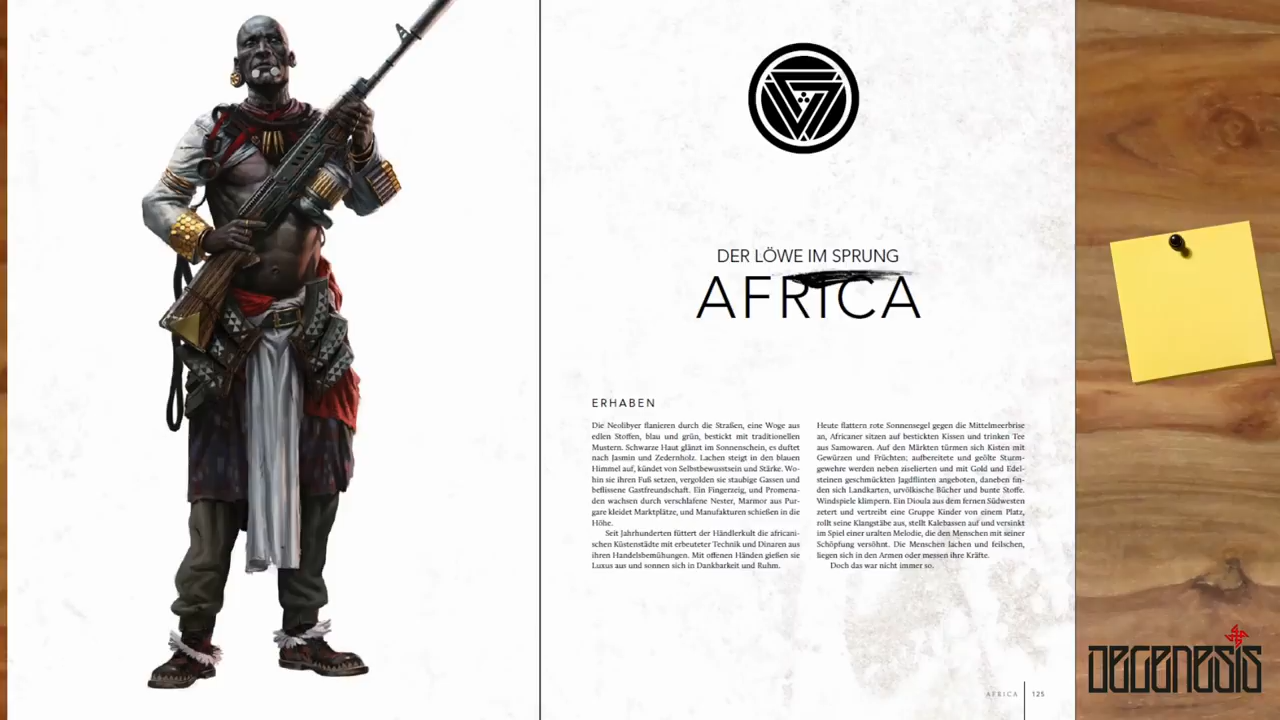 DER LÖWE IM SPRUNG
AFRICA
ERHABEN
Die Neolibyer flanieren durch die Straßen, eine Woge aus
edlen Stoffen, blau und grün, bestickt mit traditionellen
Mustern. Schwarze Haut glänzt im Sonnenschein, es duftet
nach Jasmin und Zedernholz. Lachen steigt in den blauen
Himmel auf, kündet von Selbstbewusstsein und Stärke. Wo-
hin sie ihren Fuß setzen, vergolden sie staubige Gassen und
beflissene Gastfreundschaft. Ein Fingerzeig, und Promena-
den wachsen durch verschlafene Nester, Marmor aus Pur-
gare kleidet Marktplätze, und Manufakturen schießen in die
Höhe.
Seit Jahrhunderten füttert der Händlerkult die africani-
schen Küstenstädte mit erbeuteter Technik und Dinaren aus
ihren Handelsbemühungen. Mit offenen Händen gießen sie
Luxus aus und sonnen sich in Dankbarkeit und Ruhm.
Heute flattern rote Sonnensegel gegen die Mittelmeerbrise
an, Africaner sitzen auf bestickten Kissen und trinken Tee
aus Samowaren. Auf den Märkten türmen sich Kisten mit
Gewürzen und Früchten; aufbereitete und geölte Sturm-
gewehre werden neben ziselierten und mit Gold und Edel-
steinen geschmückten Jagdflinten angeboten, daneben fin-
den sich Landkarten, urvölkische Bücher und bunte Stoffe.
Windspiele klimpern. Ein Dioula aus dem fernen Südwesten
zetert und vertreibt eine Gruppe Kinder von einem Platz,
rollt seine Klangstäbe aus, stellt Kalebassen auf und versinkt
im Spiel einer uralten Melodie, die den Menschen mit seiner
Schöpfung versöhnt. Die Menschen lachen und feilschen,
liegen sich in den Armen oder messen ihre Kräfte.
Doch das war nicht immer so.
AFRICA 125
DEGENESIS